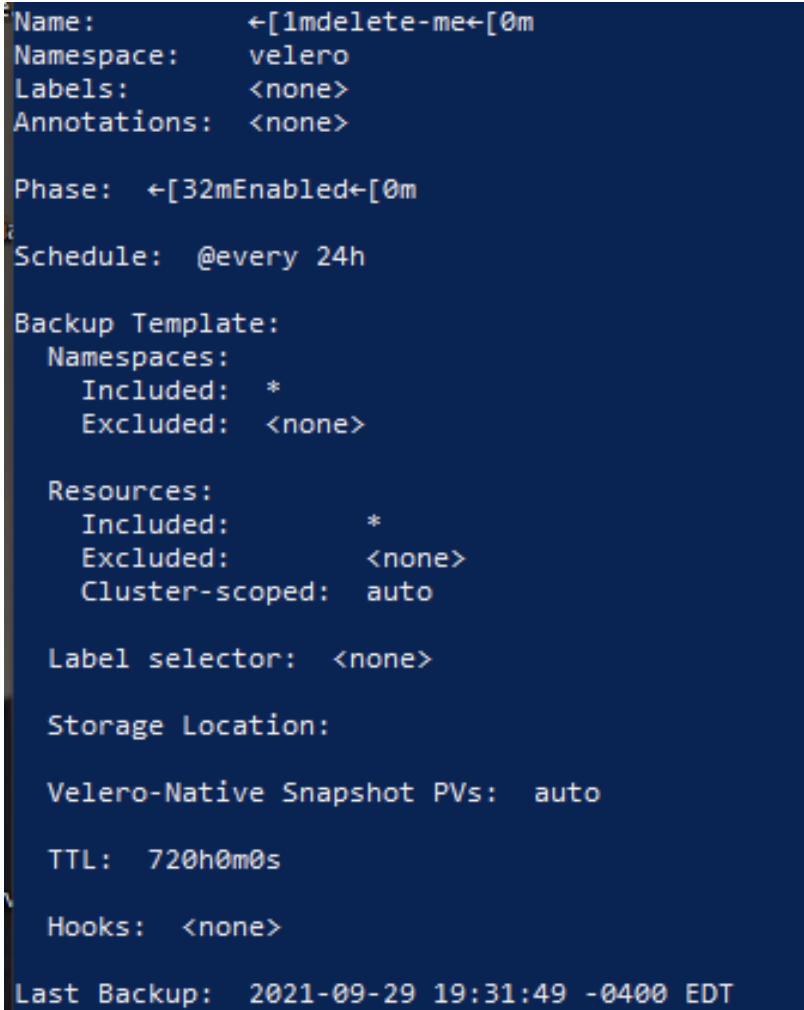 Name:          ←[1mdelete-me←[0m
Namespace:     velero
Labels:        <none>
Annotations:   <none>
Phase:  ←[32mEnabled←[0m
Schedule:  @every 24h
Backup Template:
  Namespaces:
    Included:  *
    Excluded:  <none>
  Resources:
    Included:        *
    Excluded:        <none>
    Cluster-scoped:  auto
  Label selector:  <none>
  Storage Location:
  Velero-Native Snapshot PVs:  auto
  TTL:  720h0m0s
  Hooks:  <none>
Last Backup:  2021-09-29 19:31:49 -0400 EDT